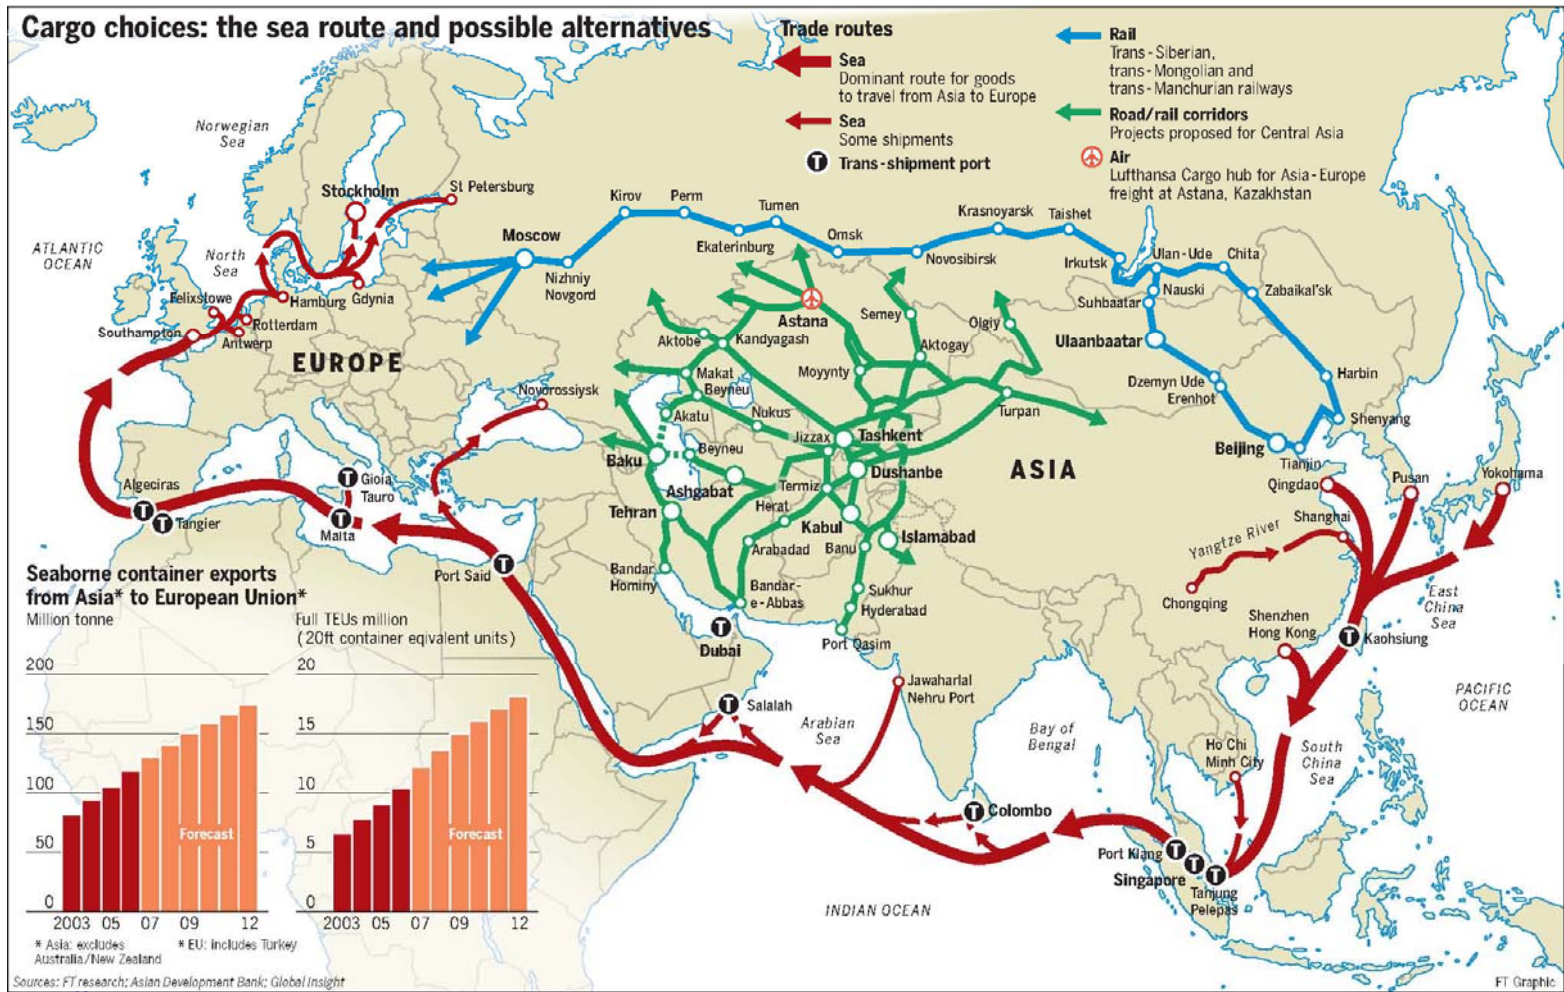 Cargo choices: the sea route and possible alternatives
Trade routes
Sea
Dominant route for goods
to travel from Asia to Europe
Sea
Some shipments
Trans-shipment port
Rail
Trans-Siberian,
trans-Mongolian and
trans-Manchurian railways
Road/rail corridors
Projects proposed for Central Asia
Air
Lufthansa Cargo hub for Asia-Europe
freight at Astana, Kazakhstan
Norwegian
Sea
Stockholm
St Petersburg
ATLANTIC
OCEAN
North
Sea
Felixstowe
Southampton
Hamburg
Gdynia
Rotterdam
Antwerp
EUROPE
Moscow
Nizhniy
Novgord
Kirov
Perm
Ekaterinburg
Tumen
Omsk
Novosibirsk
Krasnoyarsk
Taishet
Irkutsk
Ulan-Ude
Chita
Nauski
Suhbaatar
Zabaikal'sk
Ulaanbaatar
Dzemyn Ude
Erenhot
Harbin
Shenyang
Beijing
Tianjin
Qingdao
Pusan
Yokohama
Astana
Semey
Olgiy
Aktobe
Kandyagash
Aktogay
Moyynty
Makat
Beyneu
Akatu
Nukus
Turpan
Novorossiysk
Jizzax
Tashkent
Baku
Beyneu
Dushanbe
ASIA
Ashgabat
Termiz
Tehran
Herat
Kabul
Islamabad
Arabadad
Banu
Bandar
Hominy
Bandar-
e-Abbas
Sukhur
Hyderabad
Port Qasim
Algeciras
T
T
Tangier
T
Gioia
Tauro
T
Malta
T
Port Said
T
Dubai
T
Salalah
Arabian
Sea
Jawaharlal
Nehru Port
Bay of
Bengal
T
Colombo
Shanghai
Yangtze River
Chongqing
East
China
Sea
Shenzhen
Hong Kong
T
Kaohsiung
PACIFIC
OCEAN
Ho Chi
Minh City
South
China
Sea
Port Klang
T
Singapore
T
T
Tanjung
Pelepas
INDIAN OCEAN
Seaborne container exports
from Asia* to European Union*
Million tonne
200
150
100
50
0
Forecast
2003
05
07
09
12
Full TEUs million
(20ft container eqivalent units)
20
15
10
5
0
Forecast
2003
05
07
09
12
* Asia: excludes
Australia/New Zealand
* EU: includes Turkey
Sources: FT research; Asian Development Bank; Global Insight
FT Graphic
T